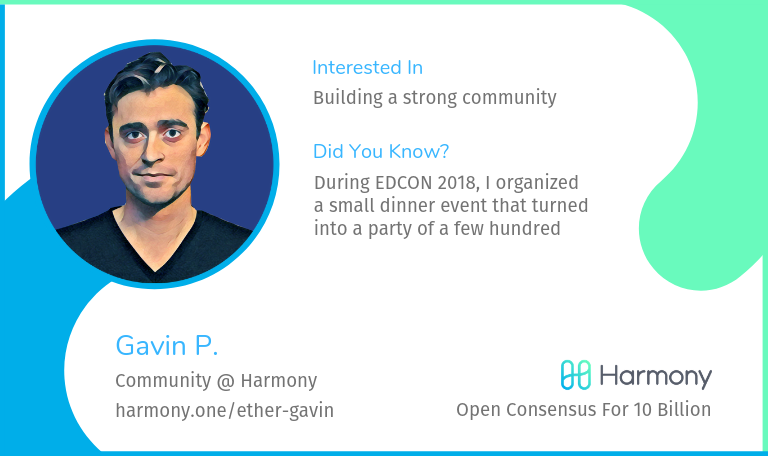 Interested In
Building a strong community
Did You Know?
During EDCON 2018, I organized
a small dinner event that turned
into a party of a few hundred
Gavin P.
Community @ Harmony
harmony.one/ether-gavin
Harmony
Open Consensus For 10 Billion